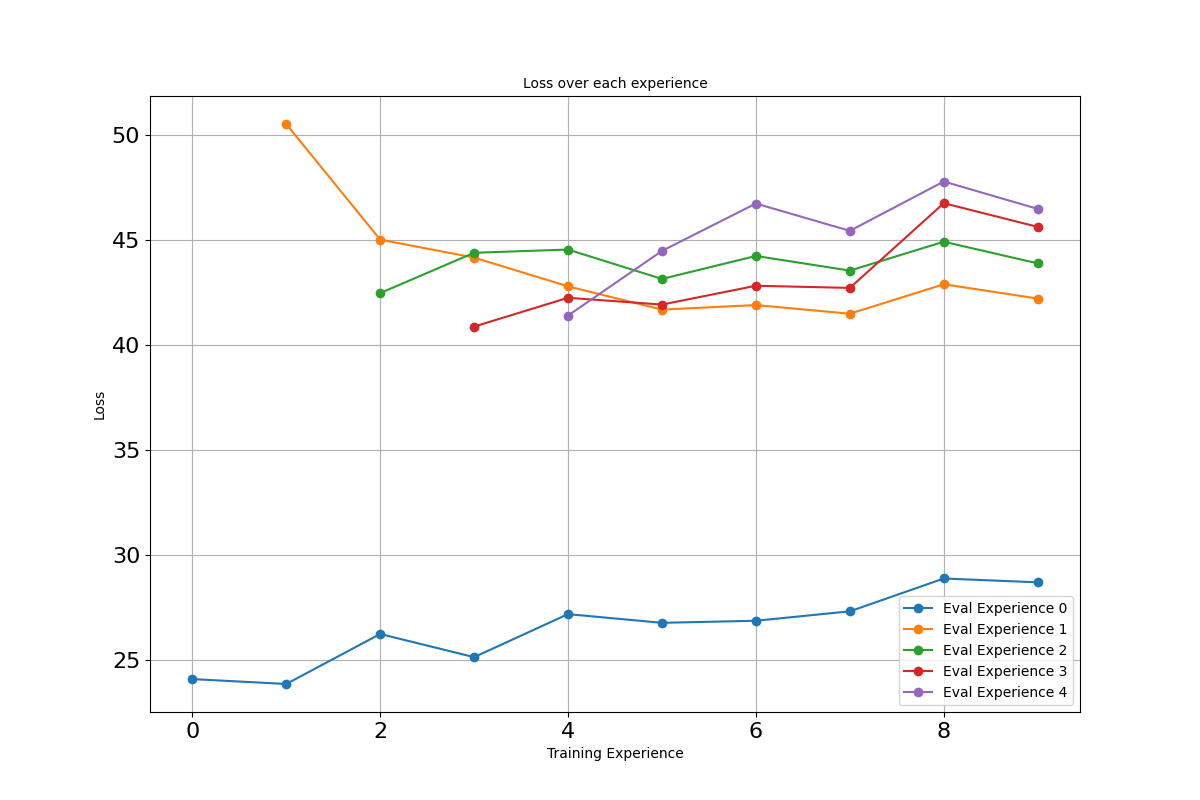 Loss over each experience
50
45
40
35
30
25
Loss
0 2 4 6 8
Training Experience
Eval Experience 0
Eval Experience 1
Eval Experience 2
Eval Experience 3
Eval Experience 4